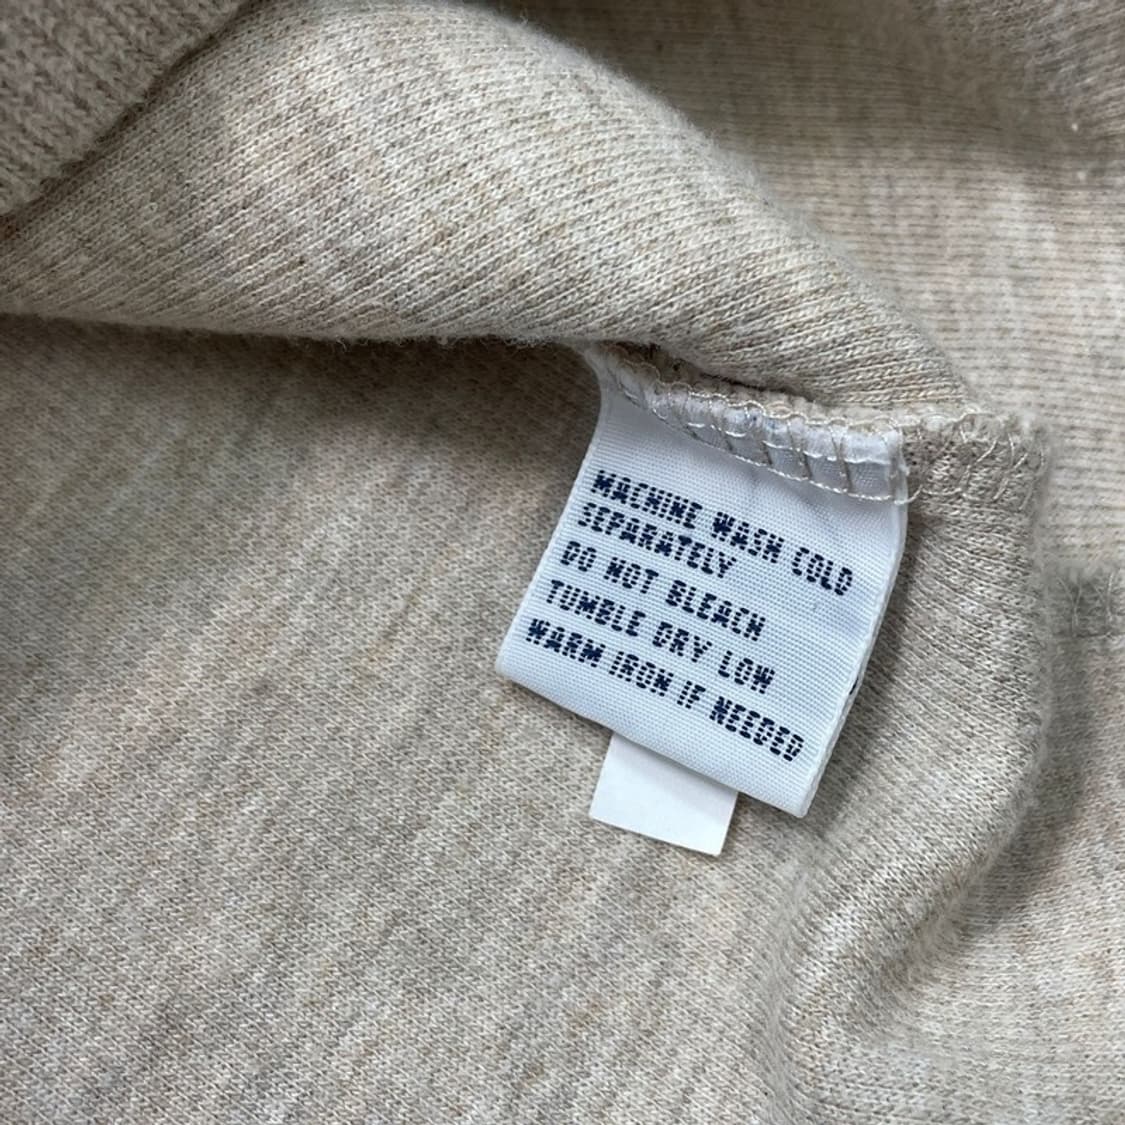 MACHINE WASH COLD
SEPARATELY
DO NOT BLEACH
TUMBLE DRY LOW
WARM IRON IF NEEDED